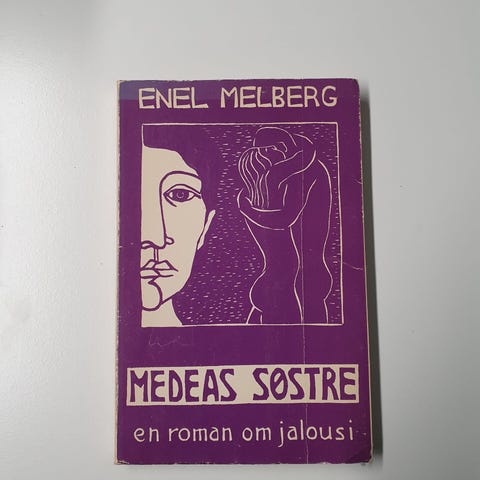 ENEL MELBERG
MEDEAS SØSTRE
en roman om jalousi